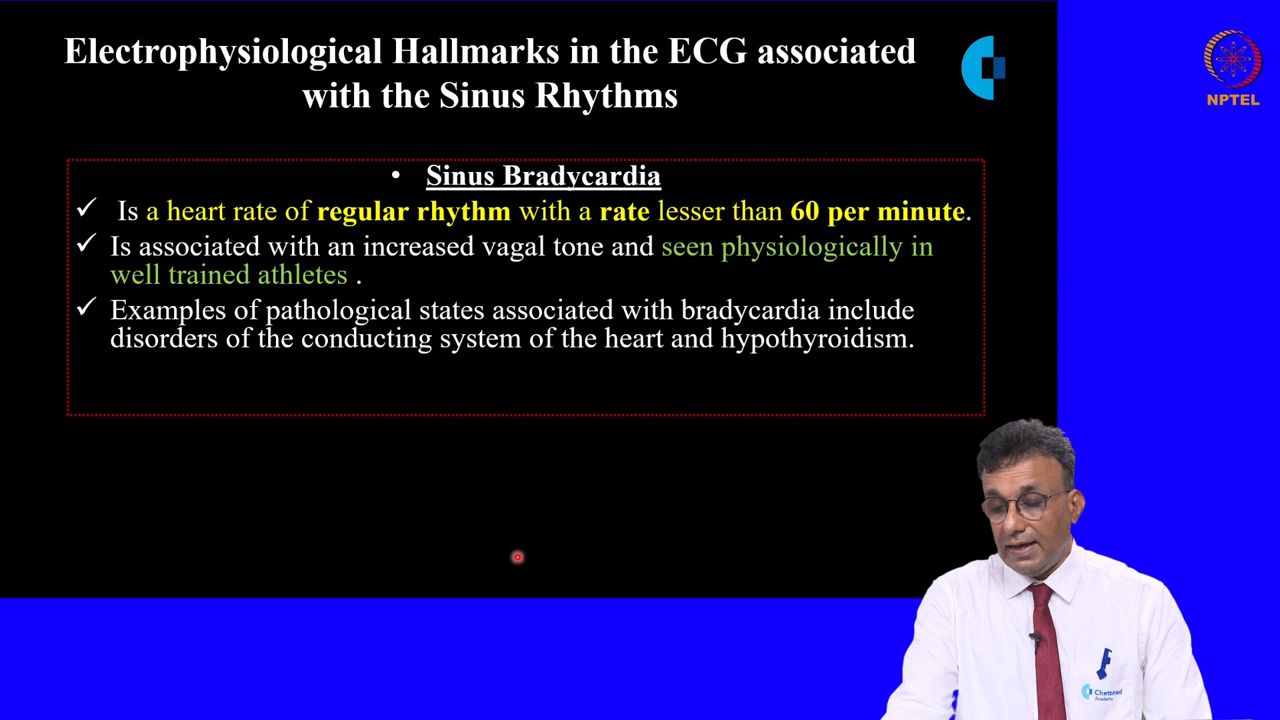 Electrophysiological Hallmarks in the ECG associated
with the Sinus Rhythms
NPTEL
• Sinus Bradycardia
✓ Is a heart rate of regular rhythm with a rate lesser than 60 per minute.
✓ Is associated with an increased vagal tone and seen physiologically in
well trained athletes .
✓ Examples of pathological states associated with bradycardia include
disorders of the conducting system of the heart and hypothyroidism.
Chettinad
Academy